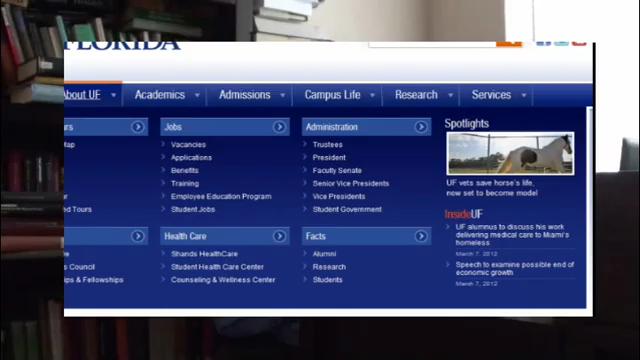 FLORIDA
About UF
Academics
Admissions
Campus Life
Research
Services
Jobs
Vacancies
Applications
Benefits
Training
Employee Education Program
Student Jobs
Administration
Trustees
President
Faculty Senate
Senior Vice Presidents
Vice Presidents
Student Government
Spotlights
UF vets save horse's life,
now set to become model
InsideUF
UF alumnus to discuss his work
delivering medical care to Miami's
homeless
March 7, 2012
Speech to examine possible end of
economic growth
March 7, 2012
Tours
Health Care
Shands HealthCare
Student Health Care Center
Counseling & Wellness Center
Facts
Alumni
Research
Students
Council
& Fellowships